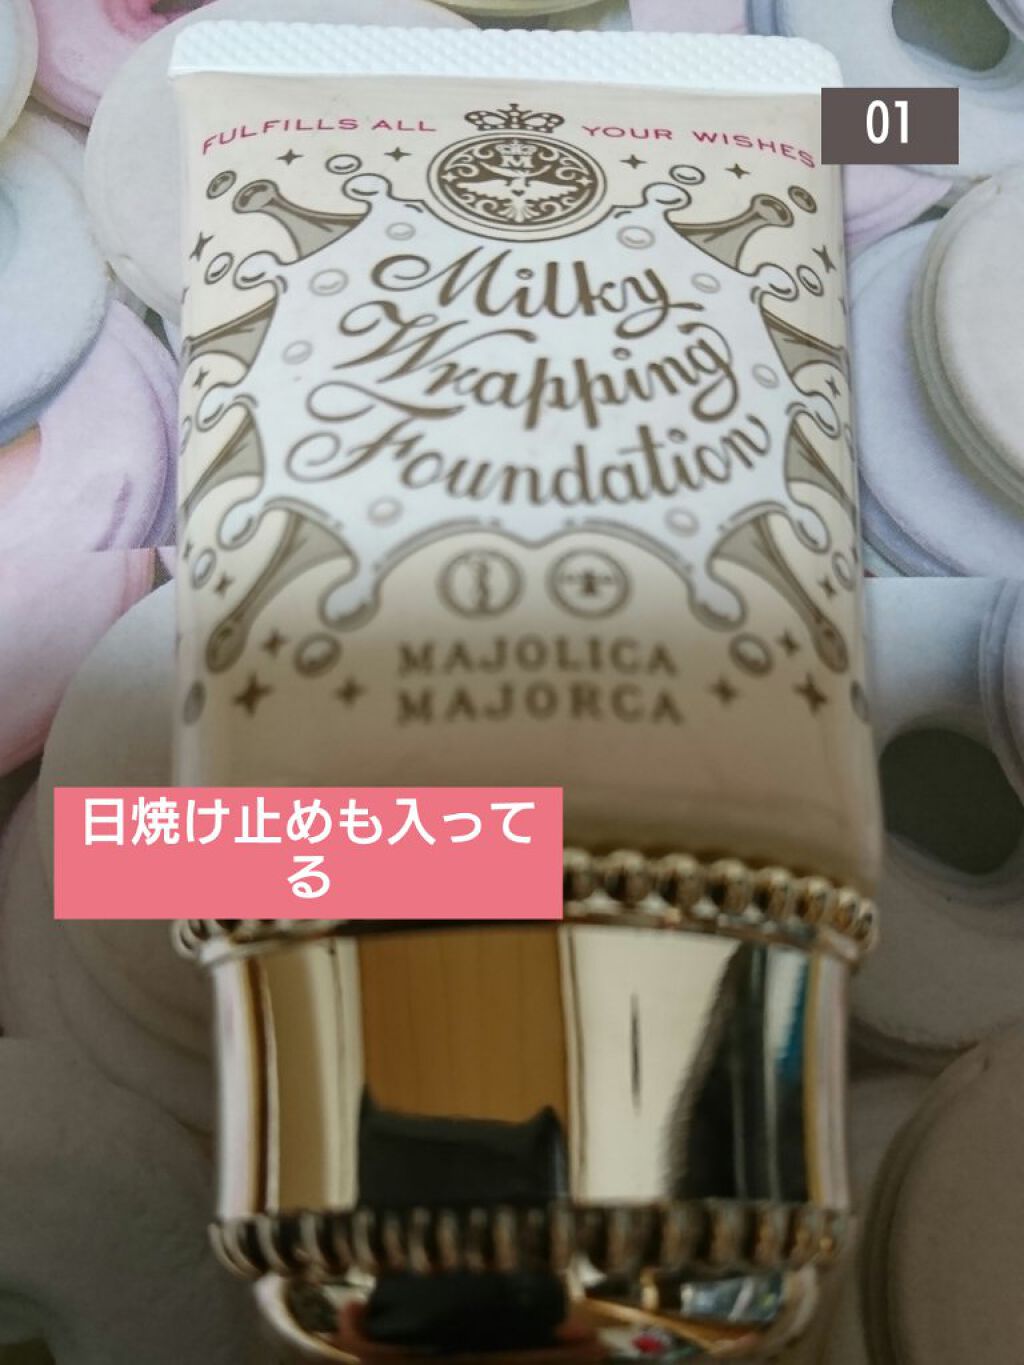 FULFILLS ALL YOUR WISHES
01
M
Milky
Wrapping
Foundation
MAJOLICA
MAJORCA
日焼け止めも入って
る